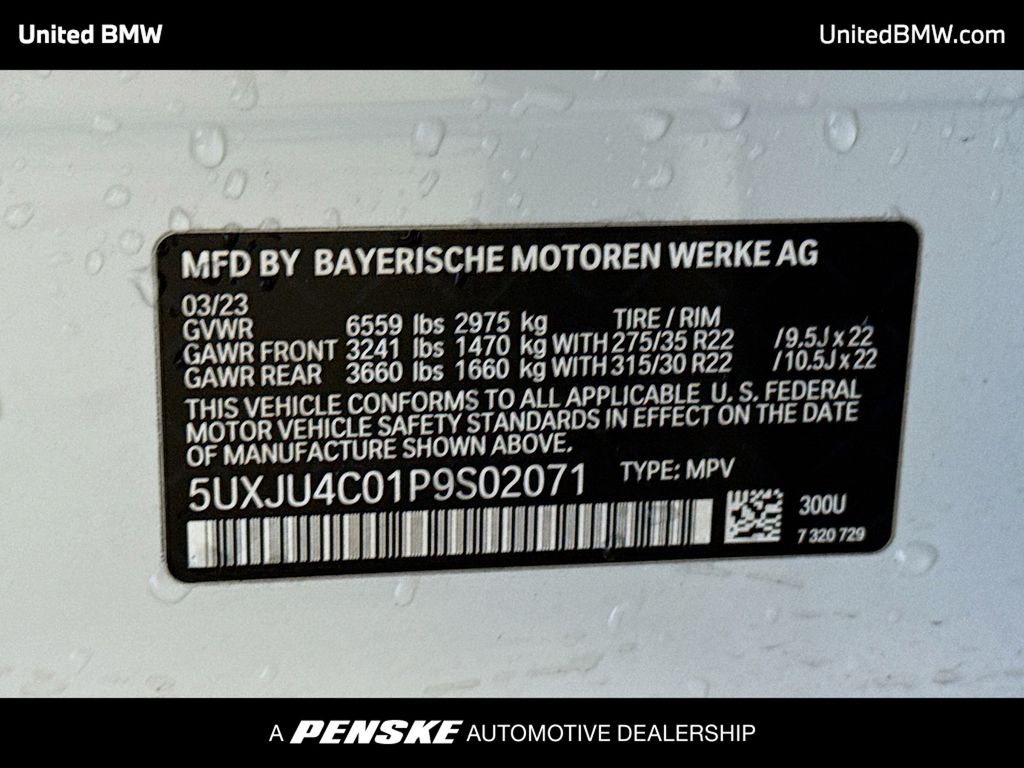 United BMW
UnitedBMW.com
MFD BY BAYERISCHE MOTOREN WERKE AG
03/23 TIRE / RIM
GVWR 6559 lbs 2975 kg
GAWR FRONT 3241 lbs 1470 kg WITH 275/35 R22 /9.5J x 22
GAWR REAR 3660 lbs 1660 kg WITH 315/30 R22 /10.5J x 22
THIS VEHICLE CONFORMS TO ALL APPLICABLE U. S. FEDERAL
MOTOR VEHICLE SAFETY STANDARDS IN EFFECT ON THE DATE
OF MANUFACTURE SHOWN ABOVE.
5UXJU4C01P9S02071 TYPE: MPV
300U
7 320 729
A PENSKE AUTOMOTIVE DEALERSHIP